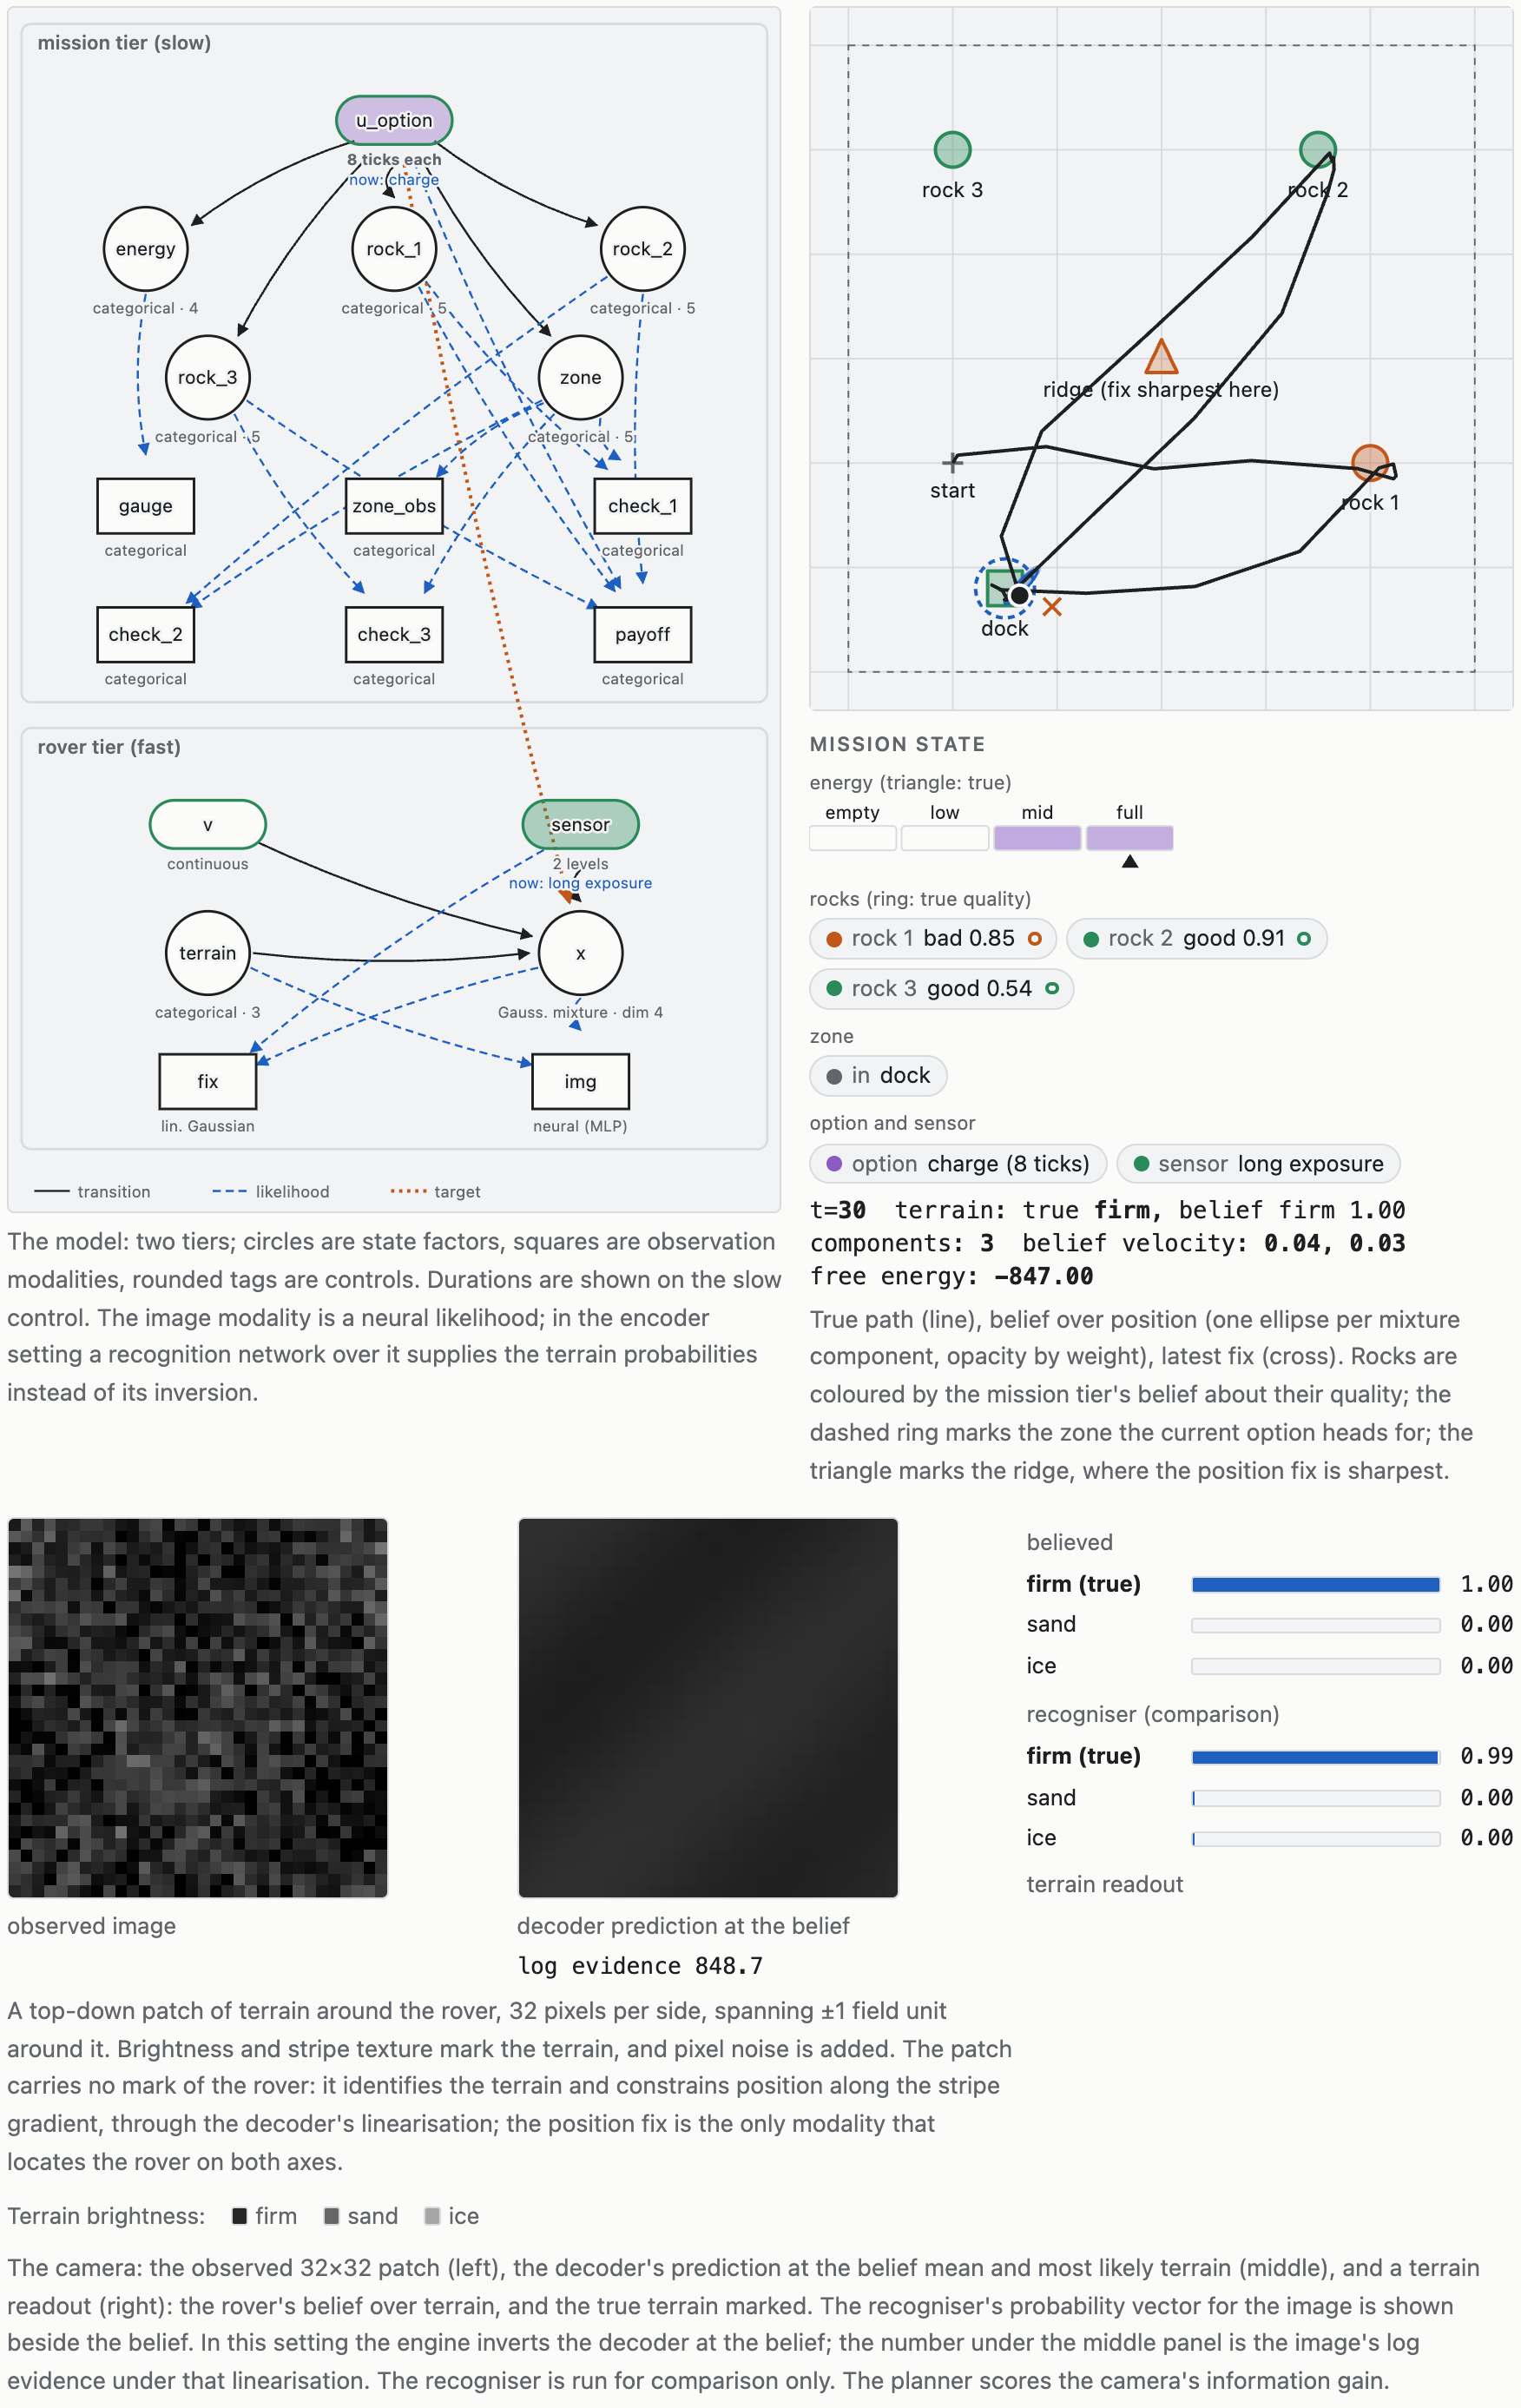 mission tier (slow)
u_option
8 ticks each
now: charge
energy
categorical · 4
rock_1
categorical · 5
rock_2
categorical · 5
rock_3
categorical · 5
zone
categorical · 5
gauge
categorical
zone_obs
categorical
check_1
categorical
check_2
categorical
check_3
categorical
payoff
categorical
rover tier (fast)
v
continuous
sensor
2 levels
now: long exposure
terrain
categorical · 3
x
Gauss. mixture · dim 4
fix
lin. Gaussian
img
neural (MLP)
transition
likelihood
target
The model: two tiers; circles are state factors, squares are observation
modalities, rounded tags are controls. Durations are shown on the slow
control. The image modality is a neural likelihood; in the encoder
setting a recognition network over it supplies the terrain probabilities
instead of its inversion.
rock 3
rock 2
ridge (fix sharpest here)
start
rock 1
dock
MISSION STATE
energy (triangle: true)
empty low mid full
rocks (ring: true quality)
rock 1 bad 0.85
rock 2 good 0.91
rock 3 good 0.54
zone
in dock
option and sensor
option charge (8 ticks)
sensor long exposure
t=30 terrain: true firm, belief firm 1.00
components: 3 belief velocity: 0.04, 0.03
free energy: −847.00
True path (line), belief over position (one ellipse per mixture
component, opacity by weight), latest fix (cross). Rocks are
coloured by the mission tier's belief about their quality; the
dashed ring marks the zone the current option heads for; the
triangle marks the ridge, where the position fix is sharpest.
observed image
decoder prediction at the belief
log evidence 848.7
believed
firm (true) 1.00
sand 0.00
ice 0.00
recogniser (comparison)
firm (true) 0.99
sand 0.00
ice 0.00
terrain readout
A top-down patch of terrain around the rover, 32 pixels per side, spanning ±1 field unit
around it. Brightness and stripe texture mark the terrain, and pixel noise is added. The patch
carries no mark of the rover: it identifies the terrain and constrains position along the stripe
gradient, through the decoder's linearisation; the position fix is the only modality that
locates the rover on both axes.
Terrain brightness: firm sand ice
The camera: the observed 32×32 patch (left), the decoder's prediction at the belief mean and most likely terrain (middle), and a terrain
readout (right): the rover's belief over terrain, and the true terrain marked. The recogniser's probability vector for the image is shown
beside the belief. In this setting the engine inverts the decoder at the belief; the number under the middle panel is the image's log
evidence under that linearisation. The recogniser is run for comparison only. The planner scores the camera's information gain.